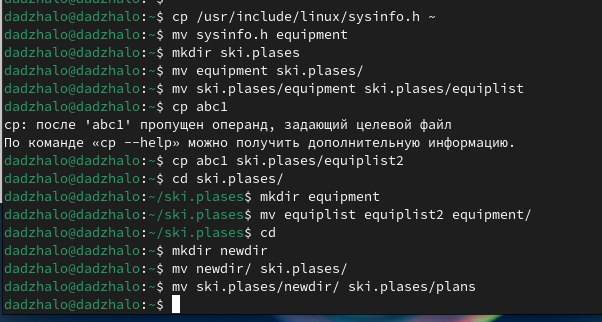 dadzhalo@dadzhalo:~$ cp /usr/include/linux/sysinfo.h ~
dadzhalo@dadzhalo:~$ mv sysinfo.h equipment
dadzhalo@dadzhalo:~$ mkdir ski.plases
dadzhalo@dadzhalo:~$ mv equipment ski.plases/
dadzhalo@dadzhalo:~$ mv ski.plases/equipment ski.plases/equiplist
dadzhalo@dadzhalo:~$ cp abc1
cp: после 'abc1' пропущен операнд, задающий целевой файл
По команде «cp --help» можно получить дополнительную информацию.
dadzhalo@dadzhalo:~$ cp abc1 ski.plases/equiplist2
dadzhalo@dadzhalo:~$ cd ski.plases/
dadzhalo@dadzhalo:~/ski.plases$ mkdir equipment
dadzhalo@dadzhalo:~/ski.plases$ mv equiplist equiplist2 equipment/
dadzhalo@dadzhalo:~/ski.plases$ cd
dadzhalo@dadzhalo:~$ mkdir newdir
dadzhalo@dadzhalo:~$ mv newdir/ ski.plases/
dadzhalo@dadzhalo:~$ mv ski.plases/newdir/ ski.plases/plans
dadzhalo@dadzhalo:~$